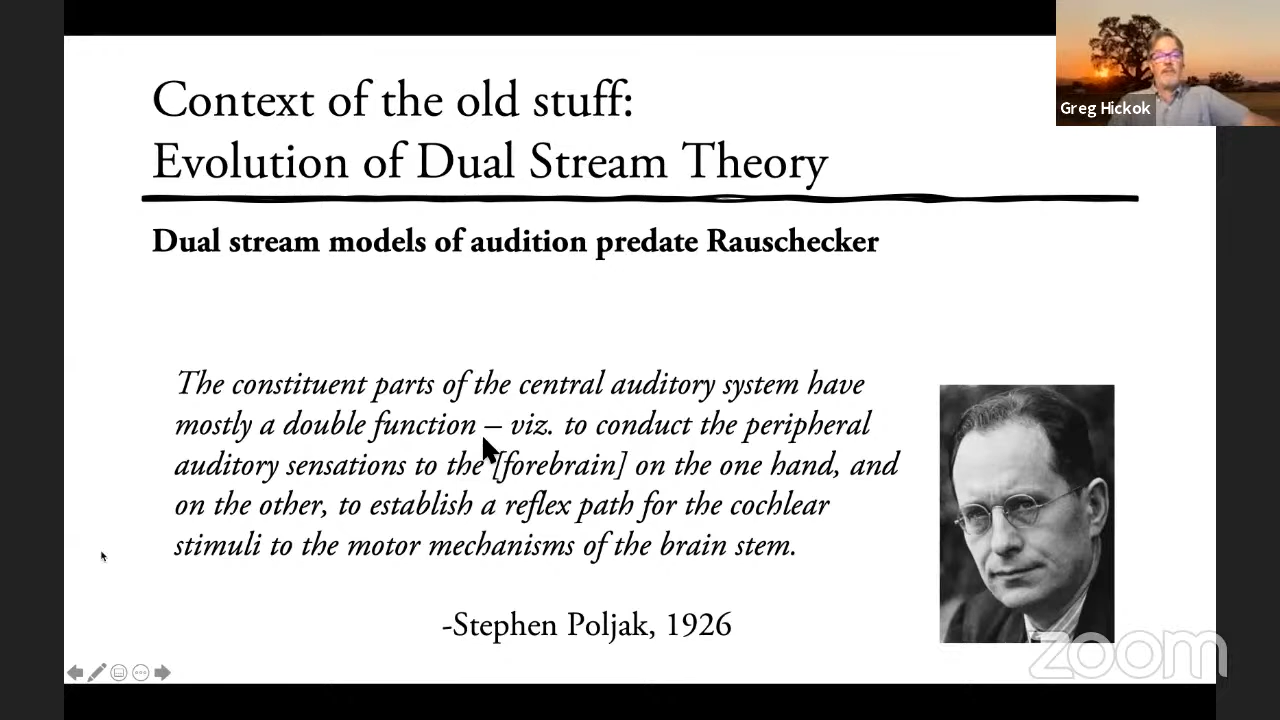 Context of the old stuff:
Evolution of Dual Stream Theory
Greg Hickok
Dual stream models of audition predate Rauschecker
The constituent parts of the central auditory system have
mostly a double function – viz. to conduct the peripheral
auditory sensations to the [forebrain] on the one hand, and
on the other, to establish a reflex path for the cochlear
stimuli to the motor mechanisms of the brain stem.
-Stephen Poljak, 1926
zoom